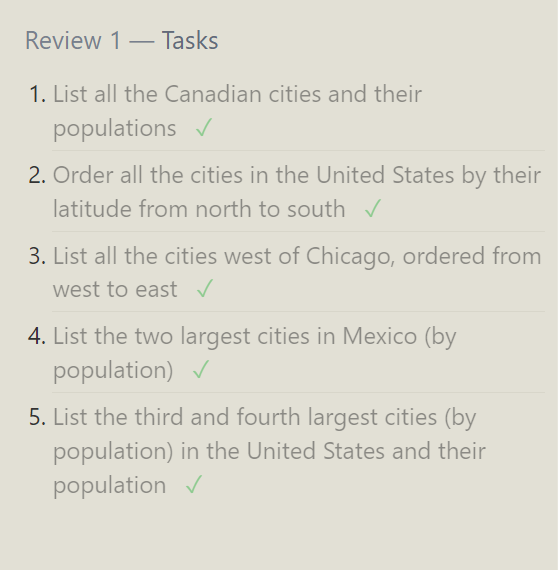 Review 1 — Tasks
1. List all the Canadian cities and their
populations ✓
2. Order all the cities in the United States by their
latitude from north to south ✓
3. List all the cities west of Chicago, ordered from
west to east ✓
4. List the two largest cities in Mexico (by
population) ✓
5. List the third and fourth largest cities (by
population) in the United States and their
population ✓